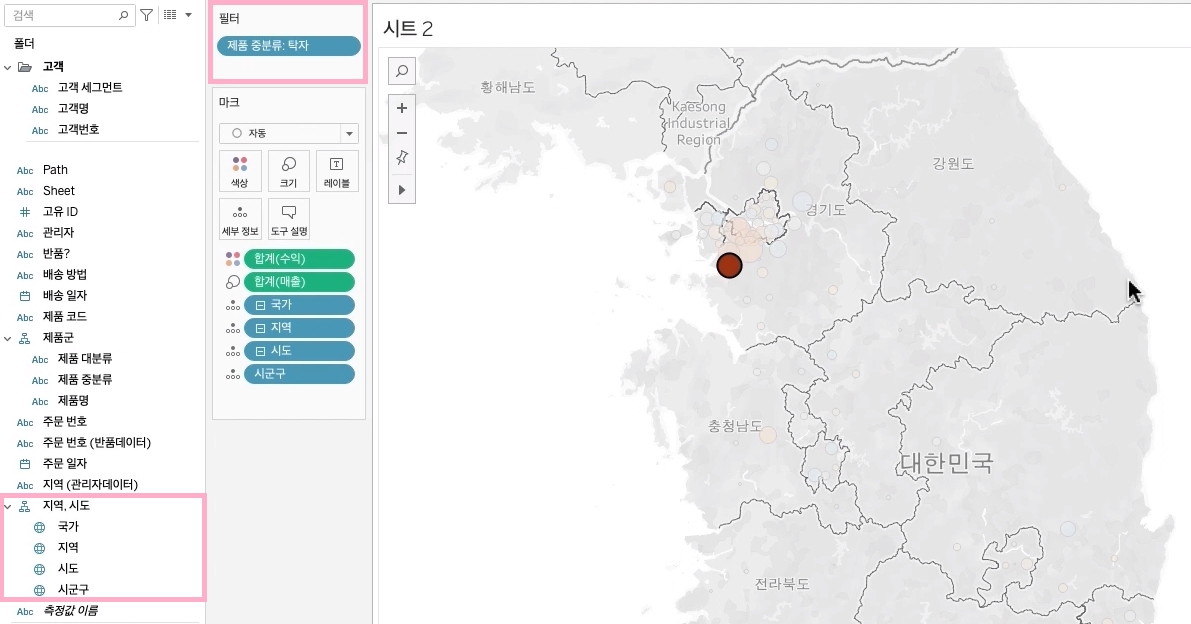 검색
폴더
고객
Abc 고객 세그먼트
Abc 고객명
Abc 고객번호
Abc Path
Abc Sheet
# 고유 ID
Abc 관리자
Abc 반품?
Abc 배송 방법
배송 일자
Abc 제품 코드
제품군
Abc 제품 대분류
Abc 제품 중분류
Abc 제품명
Abc 주문 번호
Abc 주문 번호 (반품데이터)
주문 일자
Abc 지역 (관리자데이터)
지역, 시도
국가
지역
시도
시군구
Abc 측정값 이름
필터
제품 중분류: 탁자
마크
자동
색상
크기
T 레이블
세부 정보
도구 설명
합계(수익)
합계(매출)
국가
지역
시도
시군구
시트 2
황해남도
Kaesong
Industrial
Region
강원도
경기도
충청남도
대한민국
전라북도